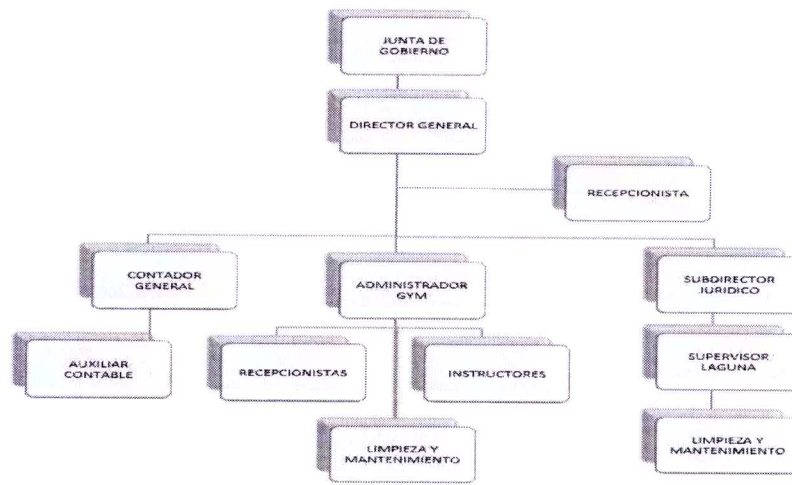 JUNTA DE
GOBIERNO
DIRECTOR GENERAL
RECEPCIONISTA
CONTADOR
GENERAL
ADMINISTRADOR
GYM
SUBDIRECTOR
JURIDICO
AUXILIAR
CONTABLE
RECEPCIONISTAS
INSTRUCTORES
SUPERVISOR
LAGUNA
LIMPIEZA Y
MANTENIMIENTO
LIMPIEZA Y
MANTENIMIENTO